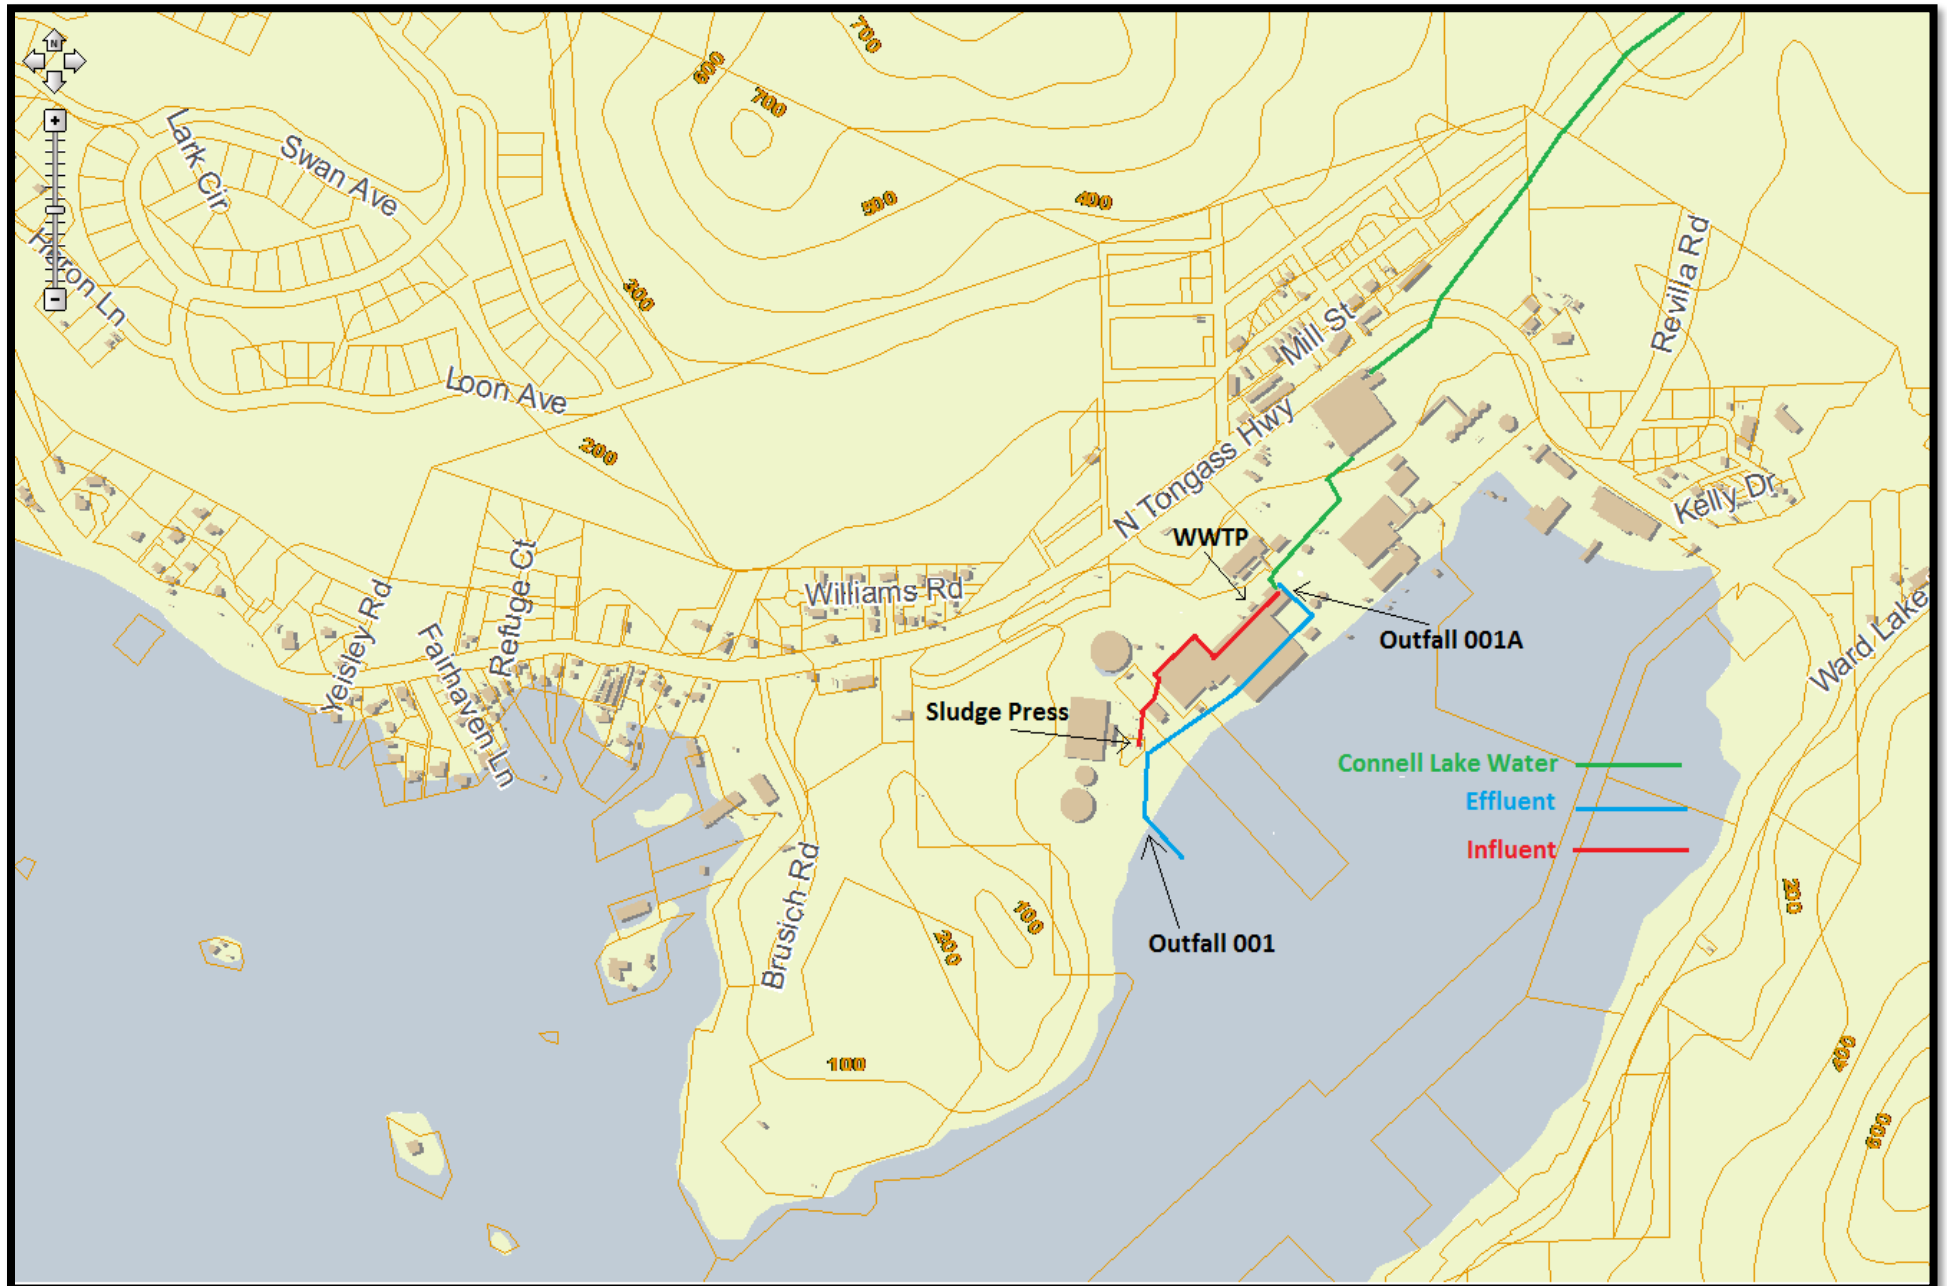 700
600
700
N
Lark Cir
Swan Ave
500
400
Heron Ln
300
Revilla Rd
Mill St
Loon Ave
200
N Tongass Hwy
Kelly Dr
WWTP
Refuge Ct
Williams Rd
Yeisley Rd
Fairhaven Ln
Outfall 001A
Ward Lake
Sludge Press
Connell Lake Water
Effluent
Influent
Brusich Rd
200
100
200
Outfall 001
100
400
600